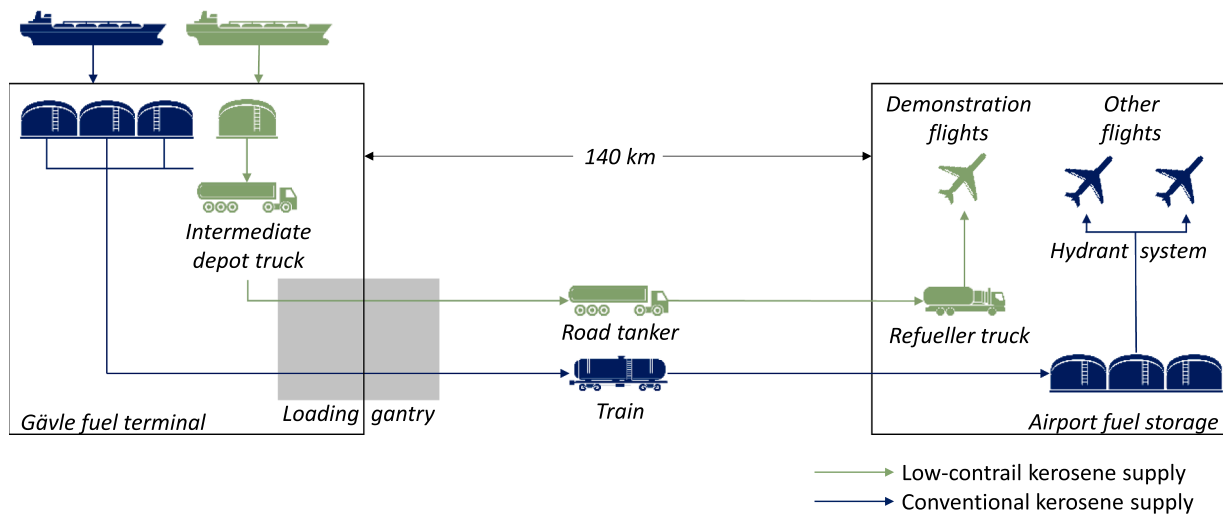 Demonstration
flights
Other
flights
140 km
Intermediate
depot truck
Hydrant system
Road tanker
Refueller truck
Train
Loading gantry
Gävle fuel terminal
Airport fuel storage
Low-contrail kerosene supply
Conventional kerosene supply